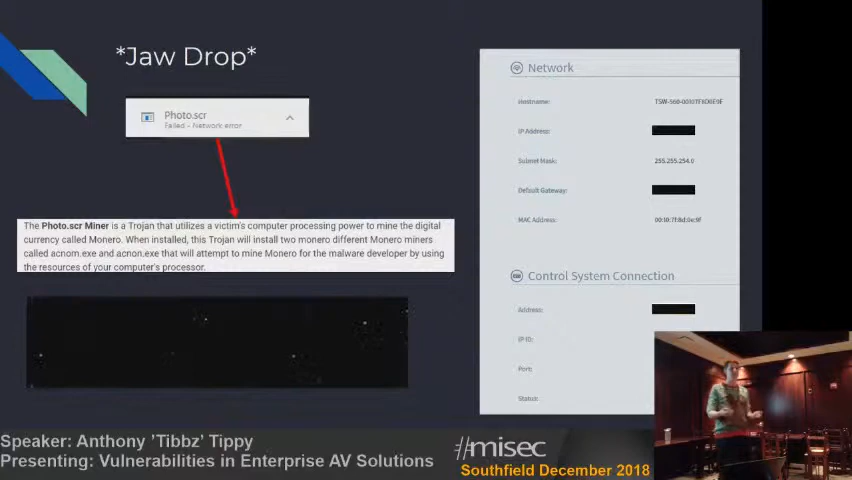 *Jaw Drop*
Photo.scr
Failed - Network error
The Photo.scr Miner is a Trojan that utilizes a victim's computer processing power to mine the digital
currency called Monero. When installed, this Trojan will install two monero different Monero miners
called acnom.exe and acnon.exe that will attempt to mine Monero for the malware developer by using
the resources of your computer's processor.
Network
Hostname:
IP Address:
Subnet Mask: 255.255.254.0
Default Gateway:
MAC Address:
Control System Connection
Address:
IP ID:
Port:
Status:
Speaker: Anthony 'Tibbz' Tippy
Presenting: Vulnerabilities in Enterprise AV Solutions
//misec
Southfield December 2018